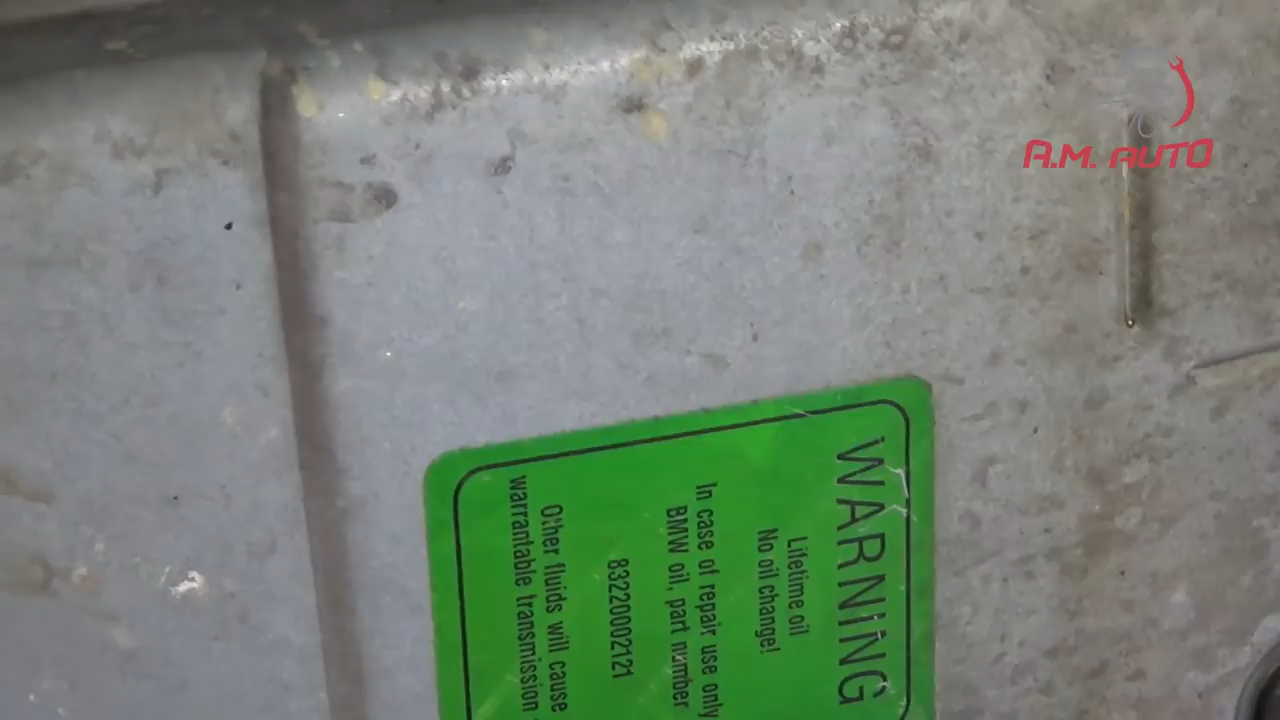 A.M. AUTO
WARNING
Lifetime oil
No oil change!
In case of repair use only
BMW oil, part number
83220002121
Other fluids will cause
warrantable transmission